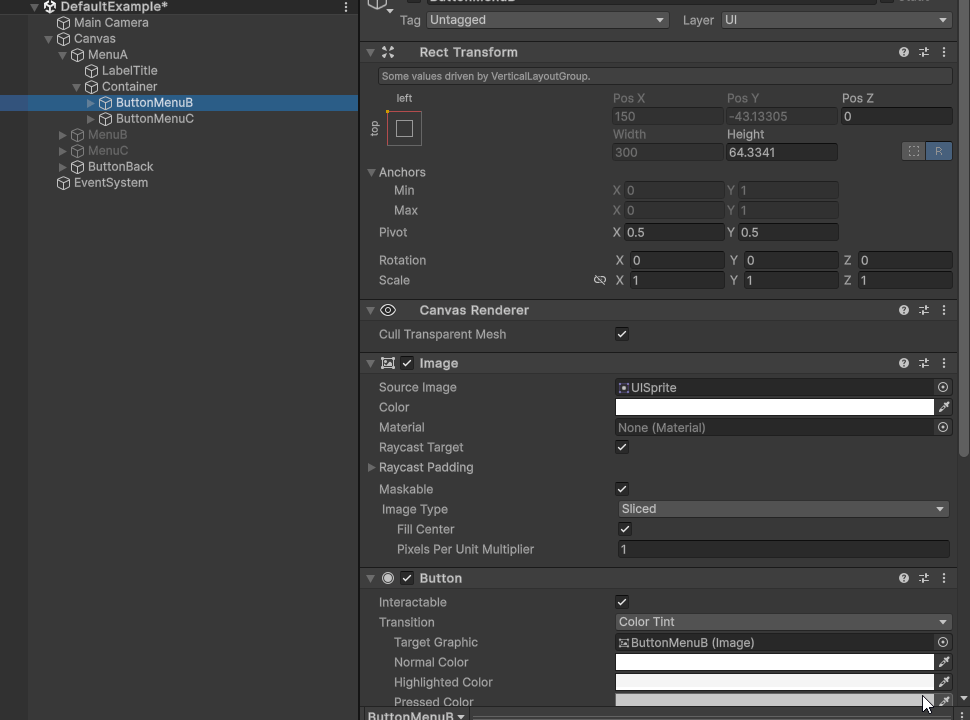 DefaultExample*
Main Camera
Canvas
MenuA
LabelTitle
Container
ButtonMenuB
ButtonMenuC
MenuB
MenuC
ButtonBack
EventSystem
Tag Untagged Layer UI
Rect Transform
Some values driven by VerticalLayoutGroup.
left
top
Pos X Pos Y Pos Z
150 -43.13305 0
Width Height
300 64.3341 R
Anchors
Min X 0 Y 1
Max X 0 Y 1
Pivot X 0.5 Y 0.5
Rotation X 0 Y 0 Z 0
Scale X 1 Y 1 Z 1
Canvas Renderer
Cull Transparent Mesh
Image
Source Image UISprite
Color
Material None (Material)
Raycast Target
Raycast Padding
Maskable
Image Type Sliced
Fill Center
Pixels Per Unit Multiplier 1
Button
Interactable
Transition Color Tint
Target Graphic ButtonMenuB (Image)
Normal Color
Highlighted Color
Pressed Color
ButtonMenuB